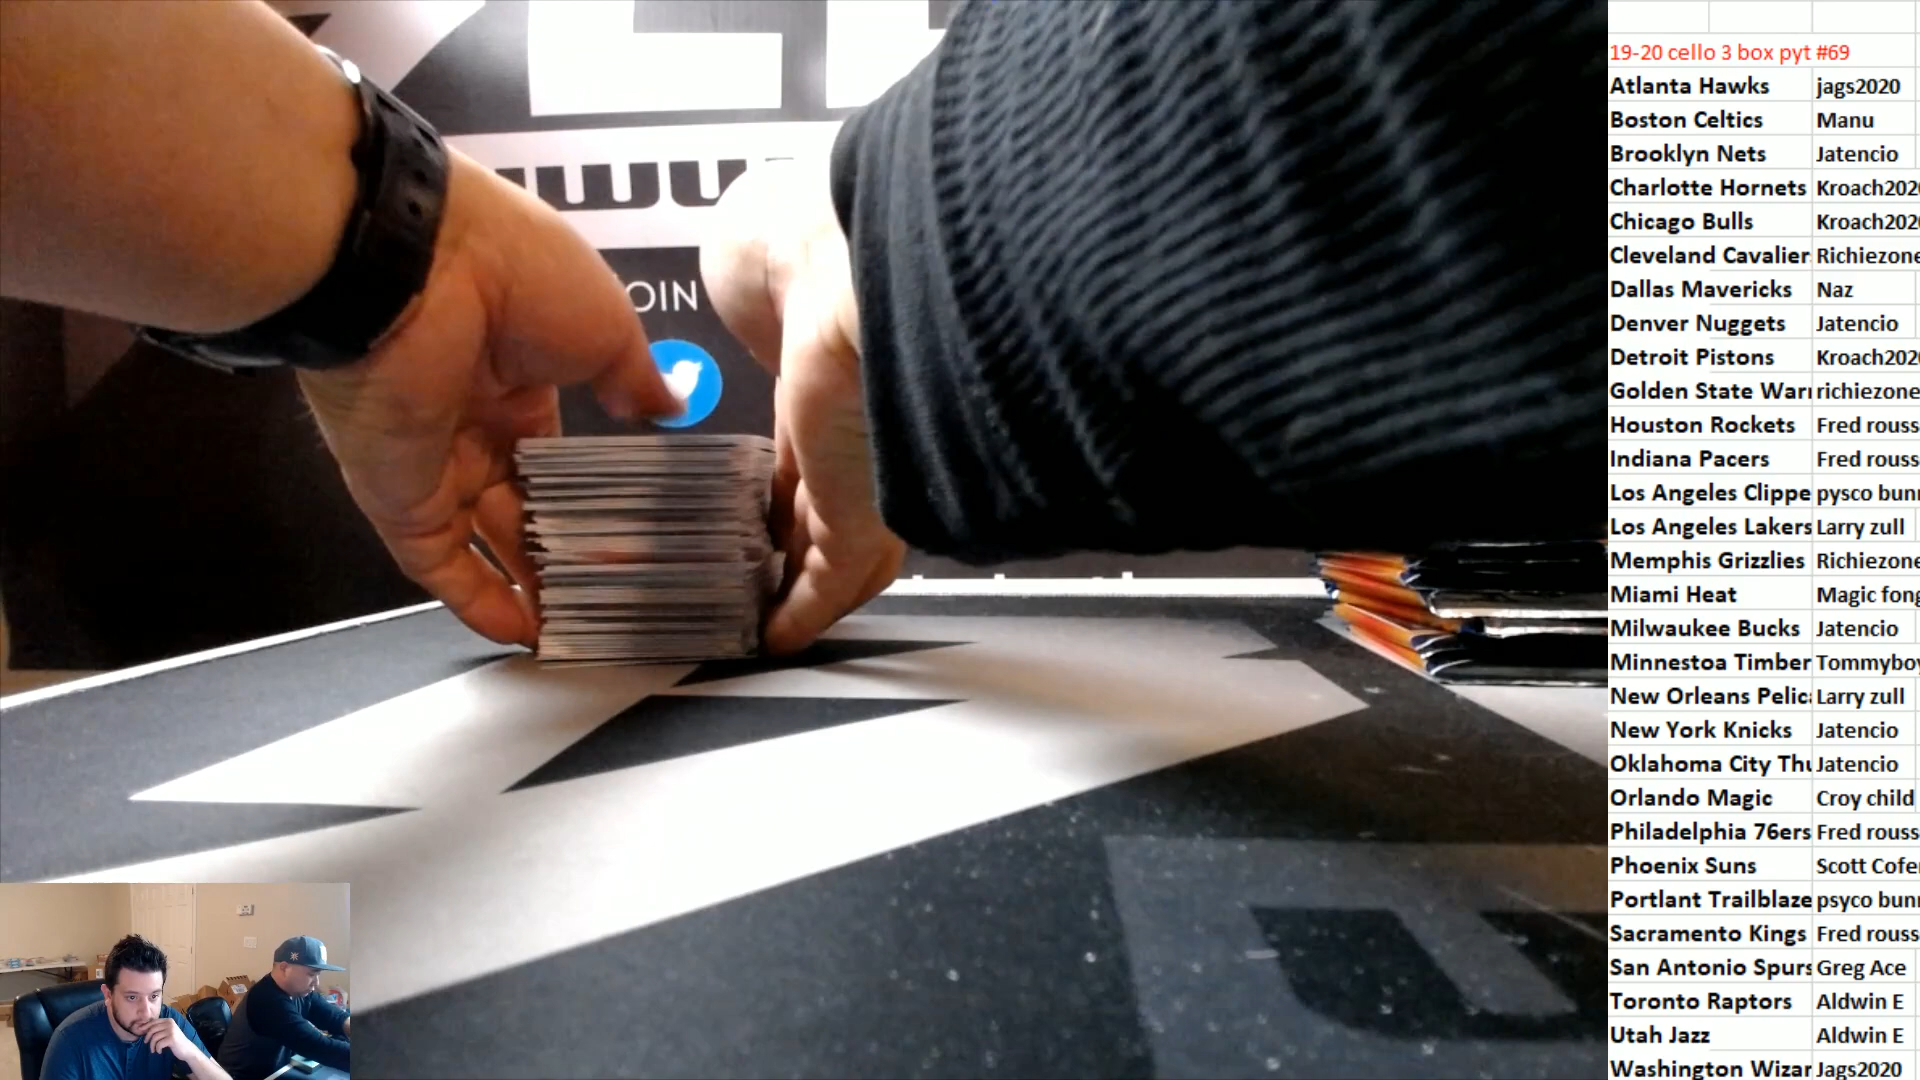 OIN
19-20 cello 3 box pyt #69
Atlanta Hawks jags2020
Boston Celtics Manu
Brooklyn Nets Jatencio
Charlotte Hornets Kroach202
Chicago Bulls Kroach202
Cleveland Cavalier Richiezone
Dallas Mavericks Naz
Denver Nuggets Jatencio
Detroit Pistons Kroach202
Golden State Warr richiezone
Houston Rockets Fred rouss
Indiana Pacers Fred rouss
Los Angeles Clippe pysco bun
Los Angeles Lakers Larry zull
Memphis Grizzlies Richiezone
Miami Heat Magic fong
Milwaukee Bucks Jatencio
Minnestoa Timber Tommyboy
New Orleans Pelic Larry zull
New York Knicks Jatencio
Oklahoma City Thu Jatencio
Orlando Magic Croy child
Philadelphia 76ers Fred rouss
Phoenix Suns Scott Cofe
Portlant Trailblaze psyco bun
Sacramento Kings Fred rouss
San Antonio Spurs Greg Ace
Toronto Raptors Aldwin E
Utah Jazz Aldwin E
Washington Wizar Jags2020